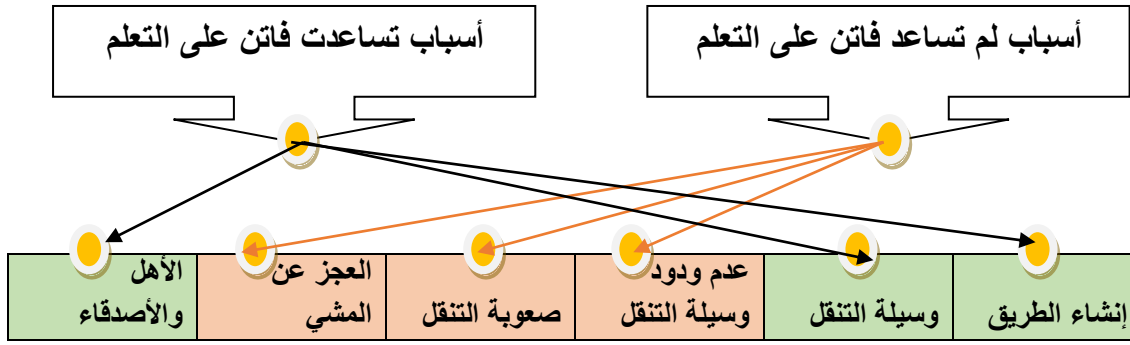 أسباب لم تساعد فاتن على التعلم
أسباب تساعدت فاتن على التعلم
إنشاء الطريق
وسيلة التنقل
عدم ودود
وسيلة التنقل
صعوبة التنقل
العجز عن
المشي
الأهل
والأصدقاء